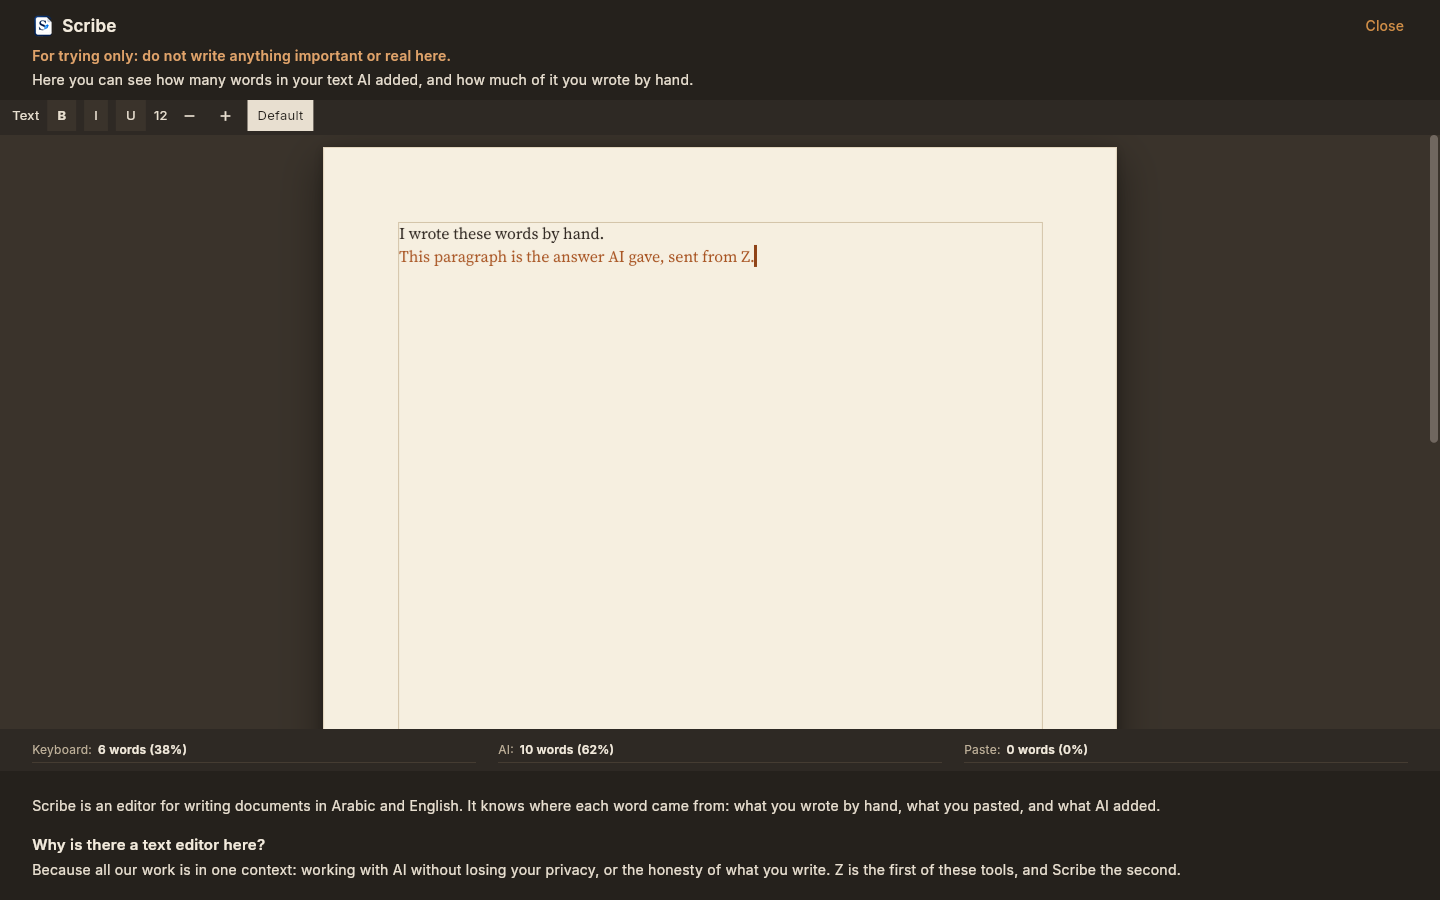 Scribe
Close
For trying only: do not write anything important or real here.
Here you can see how many words in your text AI added, and how much of it you wrote by hand.
Text B I U 12 − + Default
I wrote these words by hand.
This paragraph is the answer AI gave, sent from Z.
Keyboard: 6 words (38%) AI: 10 words (62%) Paste: 0 words (0%)
Scribe is an editor for writing documents in Arabic and English. It knows where each word came from: what you wrote by hand, what you pasted, and what AI added.
Why is there a text editor here?
Because all our work is in one context: working with AI without losing your privacy, or the honesty of what you write. Z is the first of these tools, and Scribe the second.